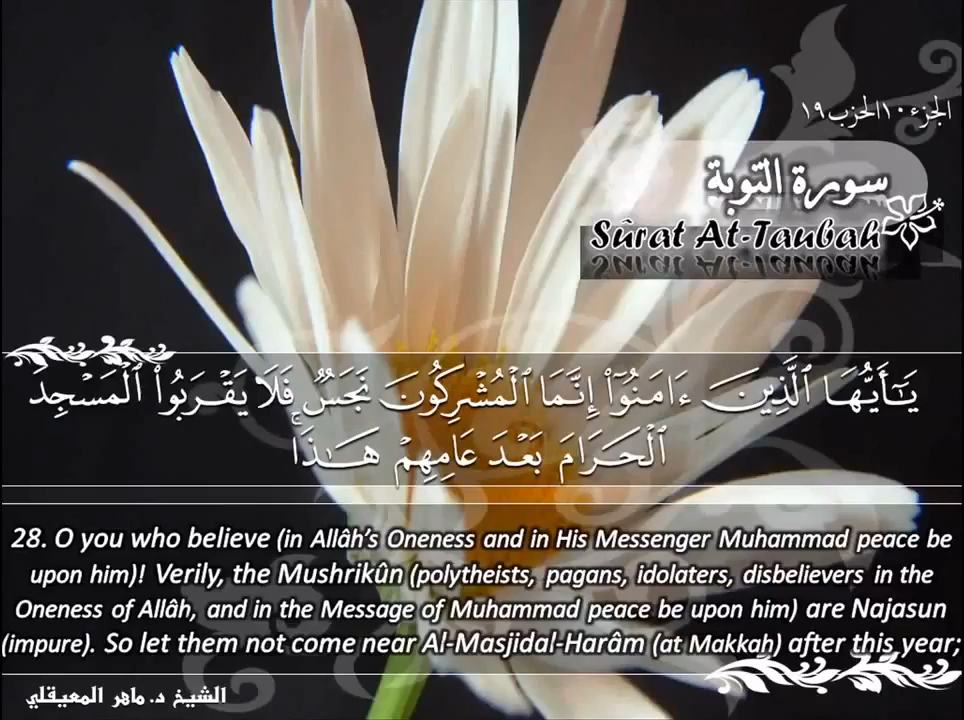 الجزء ١٠ الحزب ١٩
سورة التوبة
Sûrat At-Taubah
يَـٰٓأَيُّهَا ٱلَّذِينَ ءَامَنُوٓا۟ إِنَّمَا ٱلْمُشْرِكُونَ نَجَسٌ فَلَا يَقْرَبُوا۟ ٱلْمَسْجِدَ
ٱلْحَرَامَ بَعْدَ عَامِهِمْ هَـٰذَا ۚ
28. O you who believe (in Allâh's Oneness and in His Messenger Muhammad peace be
upon him)! Verily, the Mushrikûn (polytheists, pagans, idolaters, disbelievers in the
Oneness of Allâh, and in the Message of Muhammad peace be upon him) are Najasun
(impure). So let them not come near Al-Masjidal-Harâm (at Makkah) after this year;
الشيخ د. ماهر المعيقلي